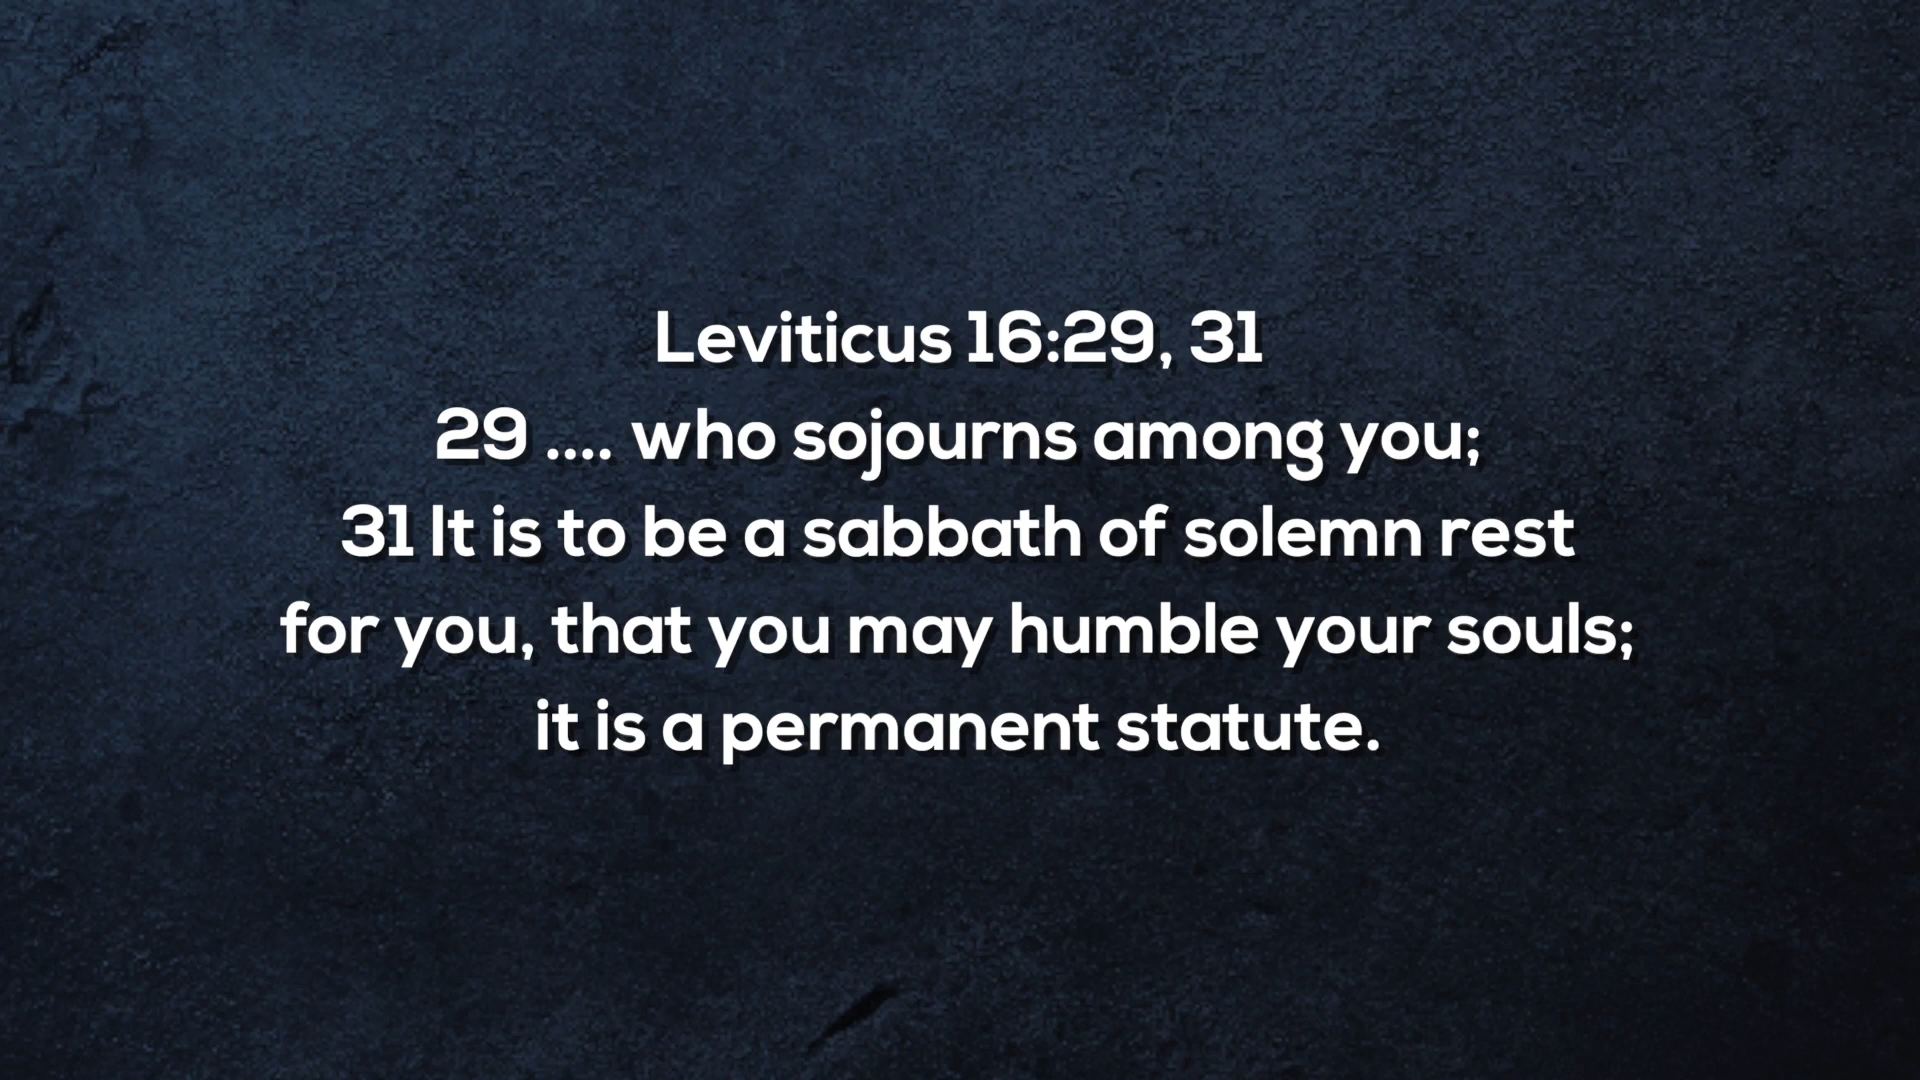 Leviticus 16:29, 31
29 .... who sojourns among you;
31 It is to be a sabbath of solemn rest
for you, that you may humble your souls;
it is a permanent statute.